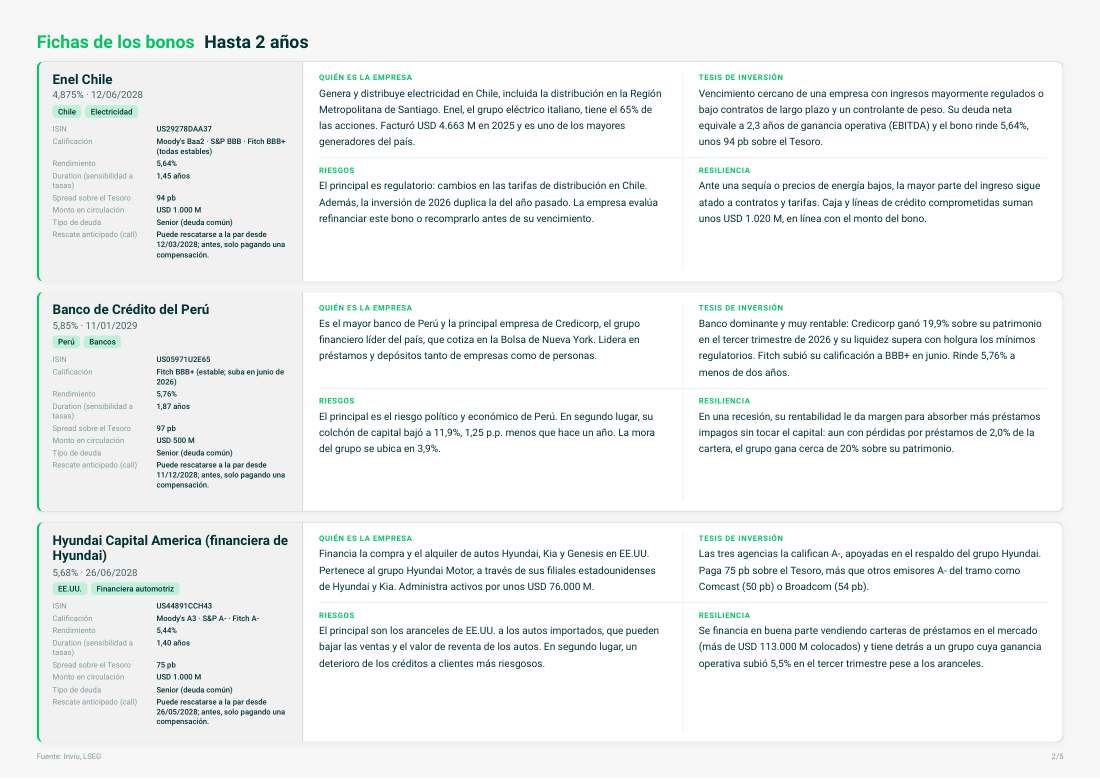 Fichas de los bonos Hasta 2 años
Enel Chile
4,875% · 12/06/2028
Chile Electricidad
ISIN US29278DAA37
Calificación Moody's Baa2 · S&P BBB · Fitch BBB+
(todas estables)
Rendimiento 5,64%
Duration (sensibilidad a 1,45 años
tasas)
Spread sobre el Tesoro 94 pb
Monto en circulación USD 1.000 M
Tipo de deuda Senior (deuda común)
Rescate anticipado (call) Puede rescatarse a la par desde
12/03/2028; antes, solo pagando una
compensación.
QUIÉN ES LA EMPRESA
Genera y distribuye electricidad en Chile, incluida la distribución en la Región
Metropolitana de Santiago. Enel, el grupo eléctrico italiano, tiene el 65% de
las acciones. Facturó USD 4.663 M en 2025 y es uno de los mayores
generadores del país.
TESIS DE INVERSIÓN
Vencimiento cercano de una empresa con ingresos mayormente regulados o
bajo contratos de largo plazo y un controlante de peso. Su deuda neta
equivale a 2,3 años de ganancia operativa (EBITDA) y el bono rinde 5,64%,
unos 94 pb sobre el Tesoro.
RIESGOS
El principal es regulatorio: cambios en las tarifas de distribución en Chile.
Además, la inversión de 2026 duplica la del año pasado. La empresa evalúa
refinanciar este bono o recomprarlo antes de su vencimiento.
RESILIENCIA
Ante una sequía o precios de energía bajos, la mayor parte del ingreso sigue
atado a contratos y tarifas. Caja y líneas de crédito comprometidas suman
unos USD 1.020 M, en línea con el monto del bono.
Banco de Crédito del Perú
5,85% · 11/01/2029
Perú Bancos
ISIN US05971U2E65
Calificación Fitch BBB+ (estable; suba en junio de
2026)
Rendimiento 5,76%
Duration (sensibilidad a 1,87 años
tasas)
Spread sobre el Tesoro 97 pb
Monto en circulación USD 500 M
Tipo de deuda Senior (deuda común)
Rescate anticipado (call) Puede rescatarse a la par desde
11/12/2028; antes, solo pagando una
compensación.
QUIÉN ES LA EMPRESA
Es el mayor banco de Perú y la principal empresa de Credicorp, el grupo
financiero líder del país, que cotiza en la Bolsa de Nueva York. Lidera en
préstamos y depósitos tanto de empresas como de personas.
TESIS DE INVERSIÓN
Banco dominante y muy rentable: Credicorp ganó 19,9% sobre su patrimonio
en el tercer trimestre de 2026 y su liquidez supera con holgura los mínimos
regulatorios. Fitch subió su calificación a BBB+ en junio. Rinde 5,76% a
menos de dos años.
RIESGOS
El principal es el riesgo político y económico de Perú. En segundo lugar, su
colchón de capital bajó a 11,9%, 1,25 p.p. menos que hace un año. La mora
del grupo se ubica en 3,9%.
RESILIENCIA
En una recesión, su rentabilidad le da margen para absorber más préstamos
impagos sin tocar el capital: aun con pérdidas por préstamos de 2,0% de la
cartera, el grupo gana cerca de 20% sobre su patrimonio.
Hyundai Capital America (financiera de
Hyundai)
5,68% · 26/06/2028
EE.UU. Financiera automotriz
ISIN US44891CCH43
Calificación Moody's A3 · S&P A- · Fitch A-
Rendimiento 5,44%
Duration (sensibilidad a 1,40 años
tasas)
Spread sobre el Tesoro 75 pb
Monto en circulación USD 1.000 M
Tipo de deuda Senior (deuda común)
Rescate anticipado (call) Puede rescatarse a la par desde
26/05/2028; antes, solo pagando una
compensación.
QUIÉN ES LA EMPRESA
Financia la compra y el alquiler de autos Hyundai, Kia y Genesis en EE.UU.
Pertenece al grupo Hyundai Motor, a través de sus filiales estadounidenses
de Hyundai y Kia. Administra activos por unos USD 76.000 M.
TESIS DE INVERSIÓN
Las tres agencias la califican A-, apoyadas en el respaldo del grupo Hyundai.
Paga 75 pb sobre el Tesoro, más que otros emisores A- del tramo como
Comcast (50 pb) o Broadcom (54 pb).
RIESGOS
El principal son los aranceles de EE.UU. a los autos importados, que pueden
bajar las ventas y el valor de reventa de los autos. En segundo lugar, un
deterioro de los créditos a clientes más riesgosos.
RESILIENCIA
Se financia en buena parte vendiendo carteras de préstamos en el mercado
(más de USD 113.000 M colocados) y tiene detrás a un grupo cuya ganancia
operativa subió 5,5% en el tercer trimestre pese a los aranceles.
Fuente: Inviu, LSEG 2/5